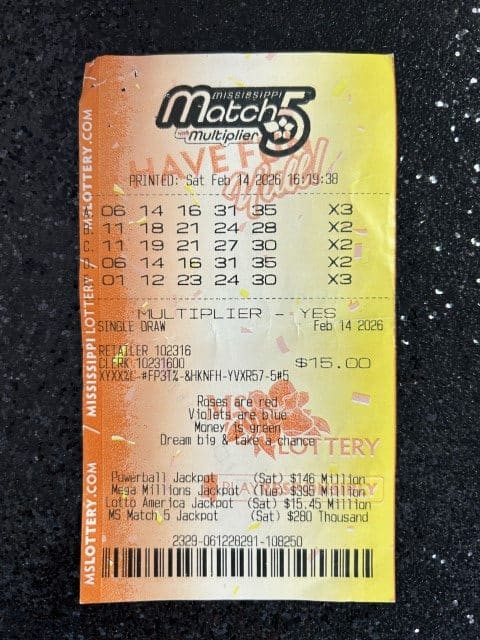 MISSISSIPPI
Match 5
with Multiplier
HAVE FUN
Y'all!
PRINTED: Sat Feb 14 2026 16:19:38
06 14 16 31 35 X3
11 18 21 24 28 X2
C. 11 19 21 27 30 X2
06 14 16 31 35 X2
01 12 23 24 30 X3
MULTIPLIER - YES
SINGLE DRAW Feb 14 2026
RETAILER 102316
CLERK 10231600 $15.00
Roses are red
Violets are blue
Money is green
Dream big & take a chance
LOTTERY
Powerball Jackpot (Sat) $146 Million
Mega Millions Jackpot (Tue) $395 Million
Lotto America Jackpot (Sat) $15.45 Million
MS Match 5 Jackpot (Sat) $280 Thousand
PLAY RESPONSIBLY
2329-061228291-108250
MSLOTTERY.COM / MISSISSIPPI LOTTERY / MSLOTTERY.COM /